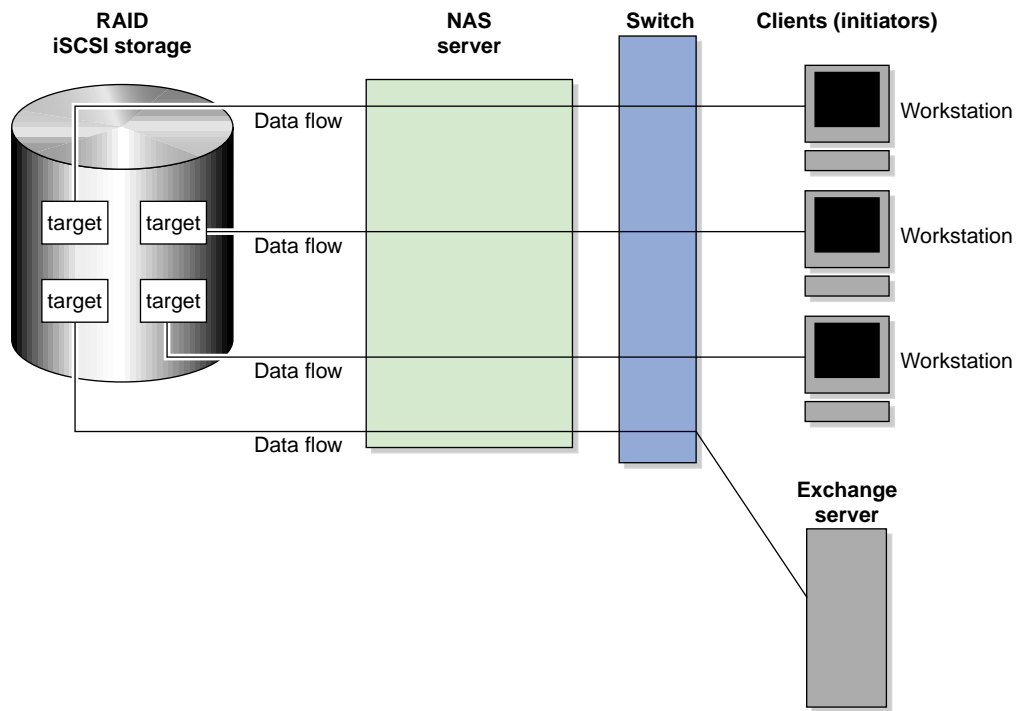 RAID
iSCSI storage
NAS
server
Switch
Clients (initiators)
Data flow
Workstation
target
target
Data flow
Workstation
target
target
Data flow
Workstation
Data flow
Exchange
server